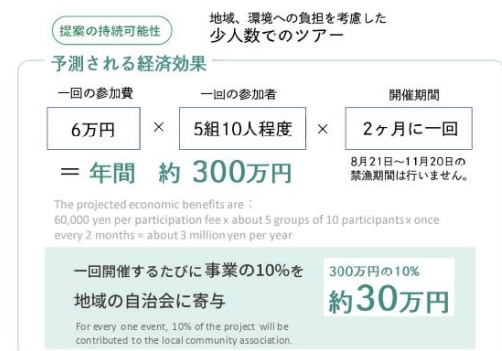 提案の持続可能性
地域、環境への負担を考慮した
少人数でのツアー
予測される経済効果
一回の参加費 一回の参加者 開催期間
6万円 × 5組10人程度 × 2ヶ月に一回
＝ 年間 約 300万円
8月21日～11月20日の
禁漁期間は行いません。
The projected economic benefits are：
60,000 yen per participation fee x about 5 groups of 10 participants x once
every 2 months = about 3 million yen per year
一回開催するたびに事業の10%を
地域の自治会に寄与
300万円の10%
約30万円
For every one event, 10% of the project will be
contributed to the local community association.